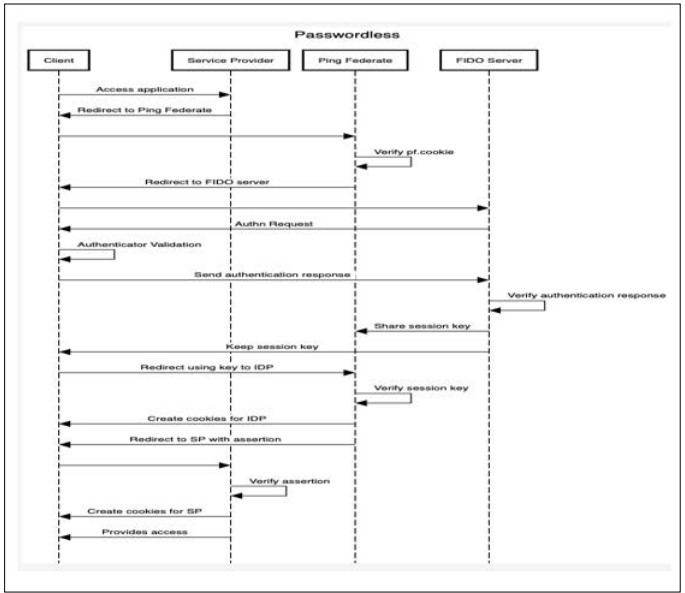 Passwordless
Client Service Provider Ping Federate FIDO Server
Access application
Redirect to Ping Federate
Verify pf.cookie
Redirect to FIDO server
Authn Request
Authenticator Validation
Send authentication response
Verify authentication response
Share session key
Keep session key
Redirect using key to IDP
Verify session key
Create cookies for IDP
Redirect to SP with assertion
Verify assertion
Create cookies for SP
Provides access